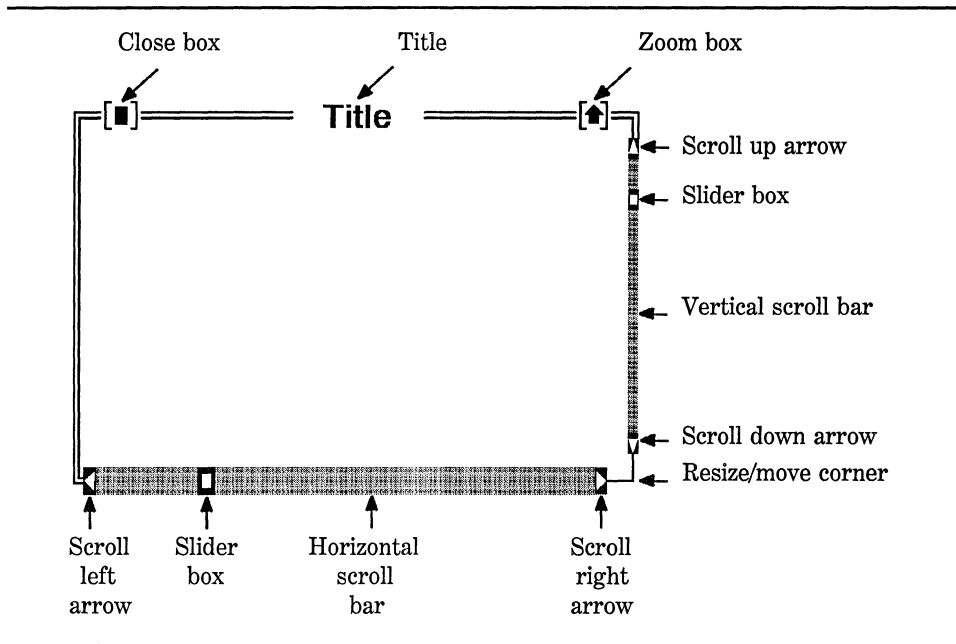 Close box
Title
Zoom box
Title
Scroll up arrow
Slider box
Vertical scroll bar
Scroll down arrow
Resize/move corner
Scroll
left
arrow
Slider
box
Horizontal
scroll
bar
Scroll
right
arrow